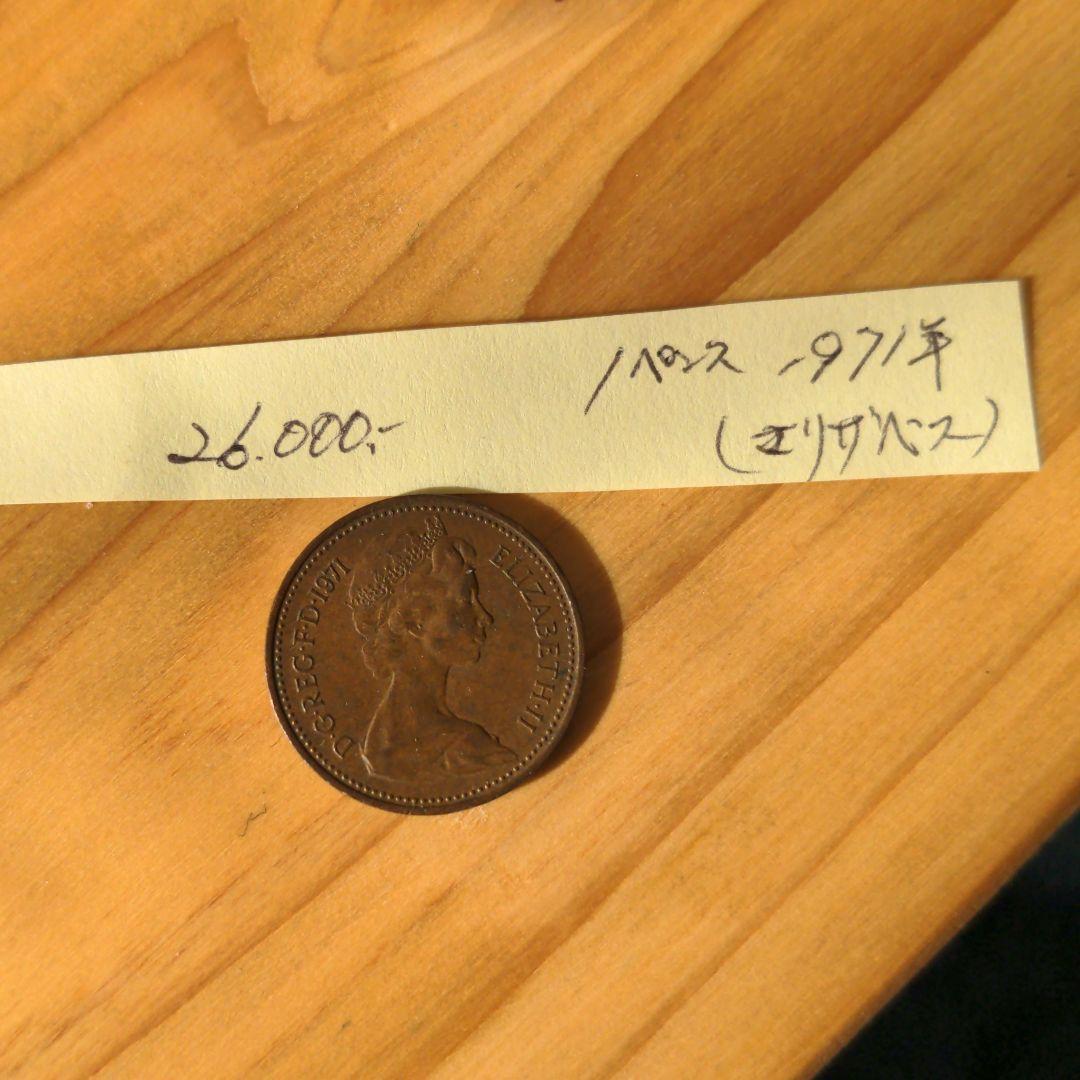 1ペンス 1971年
26.000.-
(エリザベス)
D·G·REG·F·D·1971
ELIZABETH·II